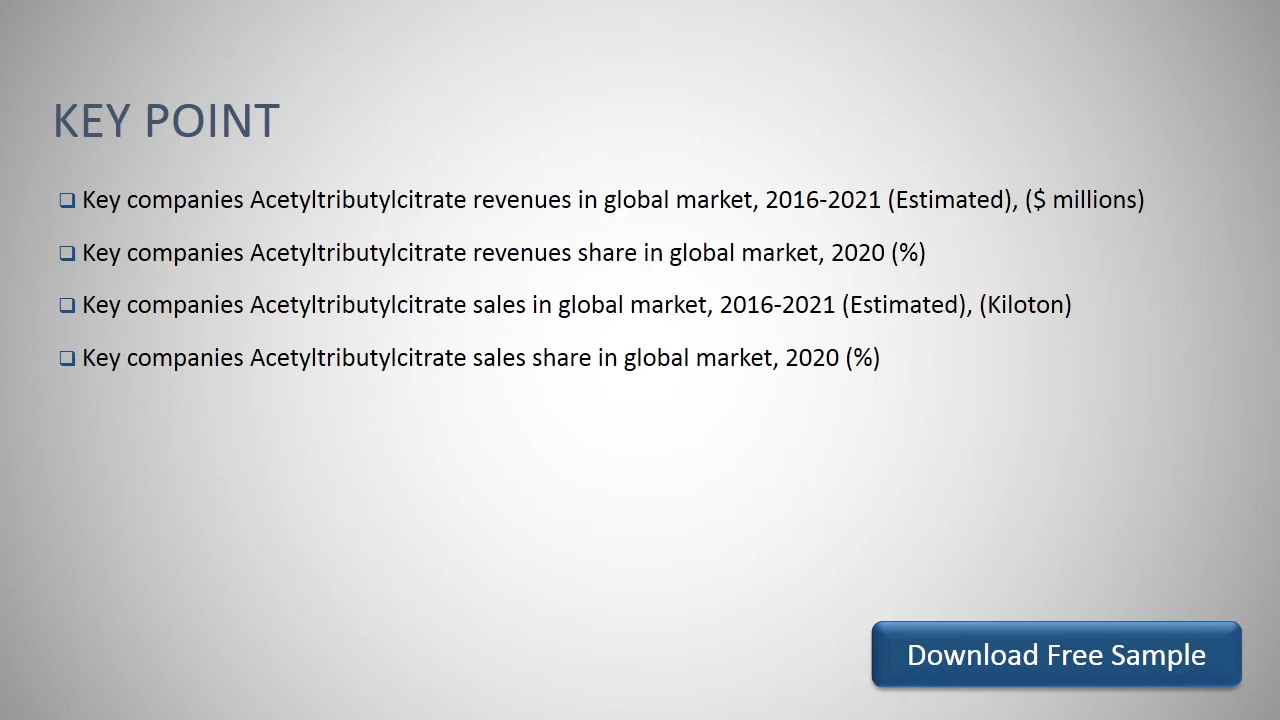 KEY POINT
Key companies Acetyltributylcitrate revenues in global market, 2016-2021 (Estimated), ($ millions)
Key companies Acetyltributylcitrate revenues share in global market, 2020 (%)
Key companies Acetyltributylcitrate sales in global market, 2016-2021 (Estimated), (Kiloton)
Key companies Acetyltributylcitrate sales share in global market, 2020 (%)
Download Free Sample